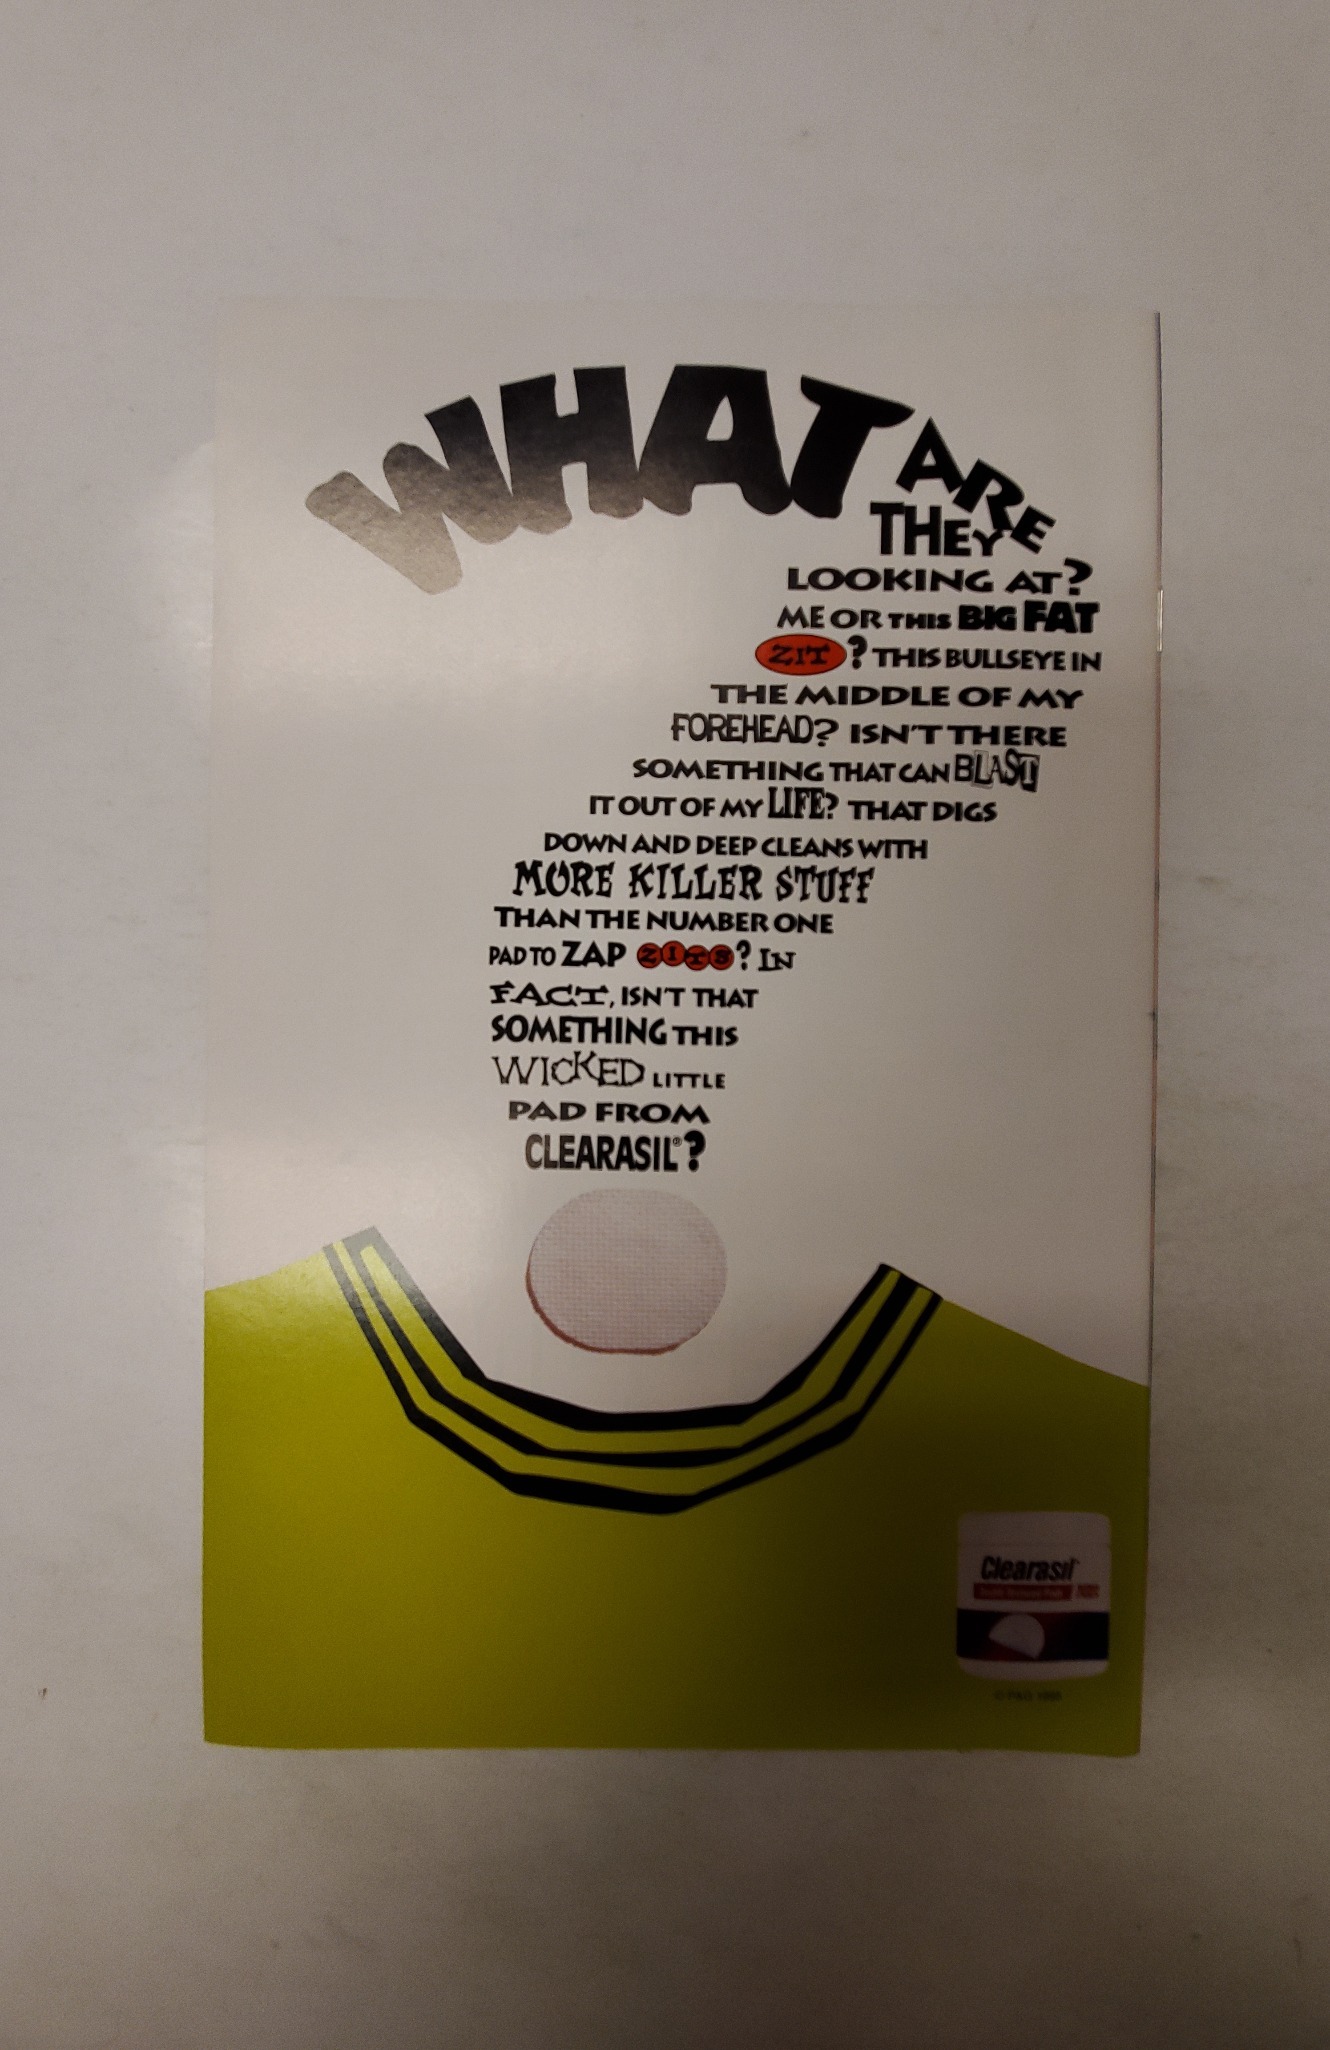 WHAT ARE
THEY
LOOKING AT?
ME OR THIS BIG FAT
ZIT? THIS BULLSEYE IN
THE MIDDLE OF MY
FOREHEAD? ISN'T THERE
SOMETHING THAT CAN BLAST
IT OUT OF MY LIFE? THAT DIGS
DOWN AND DEEP CLEANS WITH
MORE KILLER STUFF
THAN THE NUMBER ONE
PAD TO ZAP ZITS? IN
FACT, ISN'T THAT
SOMETHING THIS
WICKED LITTLE
PAD FROM
CLEARASIL®?
Clearasil
© P&G